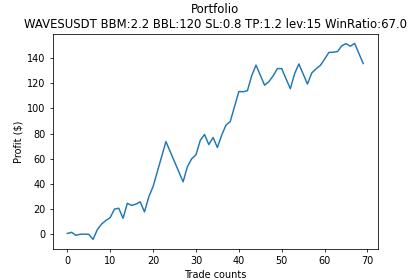 Portfolio
WAVESUSDT BBM:2.2 BBL:120 SL:0.8 TP:1.2 lev:15 WinRatio:67.0
140
120
100
80
60
40
20
0
Profit ($)
0 10 20 30 40 50 60 70
Trade counts